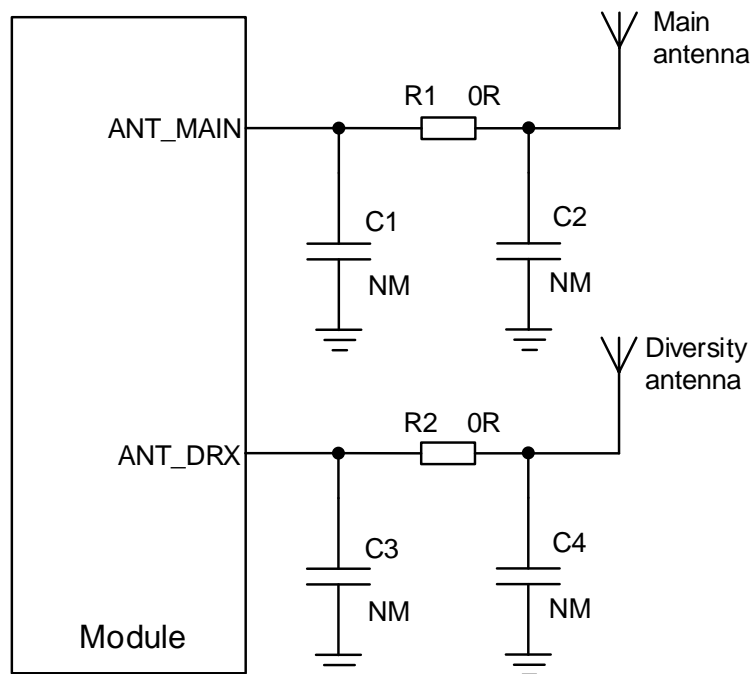 Main
antenna
R1 0R
ANT_MAIN
C1
C2
NM
NM
Diversity
antenna
R2 0R
ANT_DRX
C3
C4
NM
NM
Module